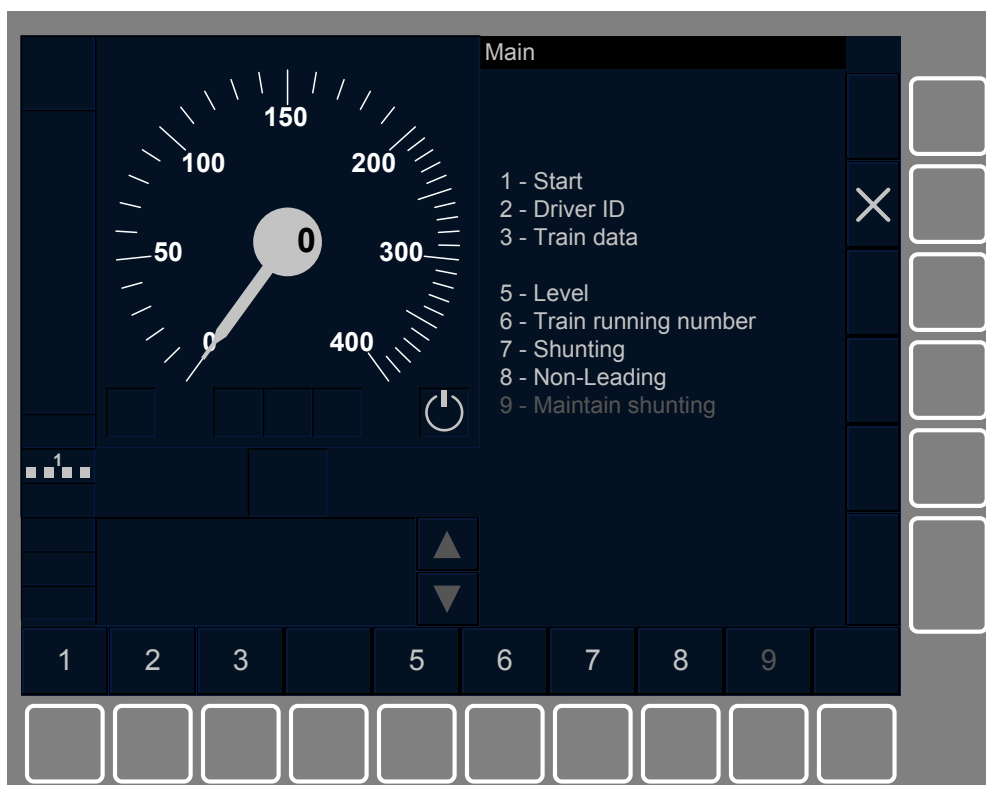 Main
150
100
200
50
0
300
0
400
1 - Start
2 - Driver ID
3 - Train data
5 - Level
6 - Train running number
7 - Shunting
8 - Non-Leading
9 - Maintain shunting
1
1 2 3 5 6 7 8 9